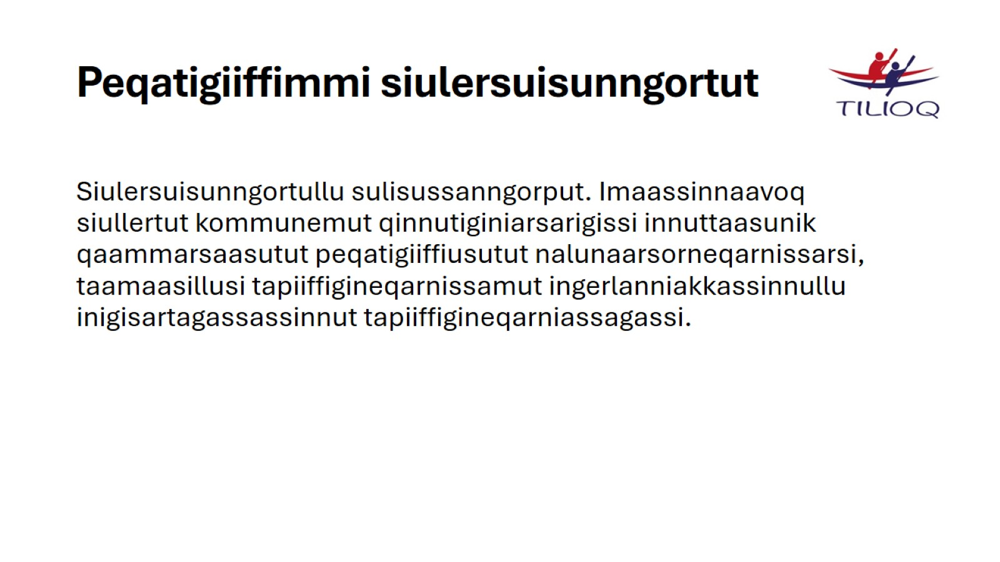 Peqatigiiffimmi siulersuisunngortut
TILIOQ
Siulersuisunngortullu sulisussanngorput. Imaassinnaavoq
siullertut kommunemut qinnutiginiarsarigissi innuttaasunik
qaammarsaasutut peqatigiiffiusutut nalunaarsorneqarnissarsi,
taamaasillusi tapiiffigineqarnissamut ingerlanniakkassinnullu
inigisartagassassinnut tapiiffigineqarniassagassi.